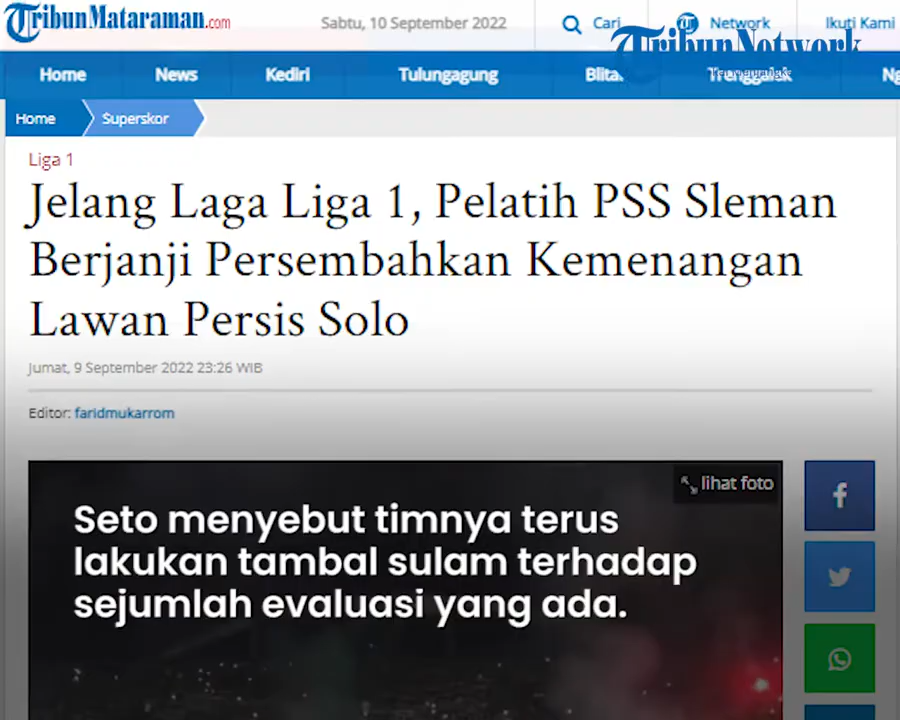 TribunMataraman.com
Sabtu, 10 September 2022
Cari
Network
Ikuti Kami
TribunNetwork
Home
News
Kediri
Tulungagung
Trenggalek
Home
Superskor
Liga 1
Jelang Laga Liga 1, Pelatih PSS Sleman
Berjanji Persembahkan Kemenangan
Lawan Persis Solo
Jumat, 9 September 2022 23:26 WIB
Editor: faridmukarrom
lihat foto
Seto menyebut timnya terus
lakukan tambal sulam terhadap
sejumlah evaluasi yang ada.